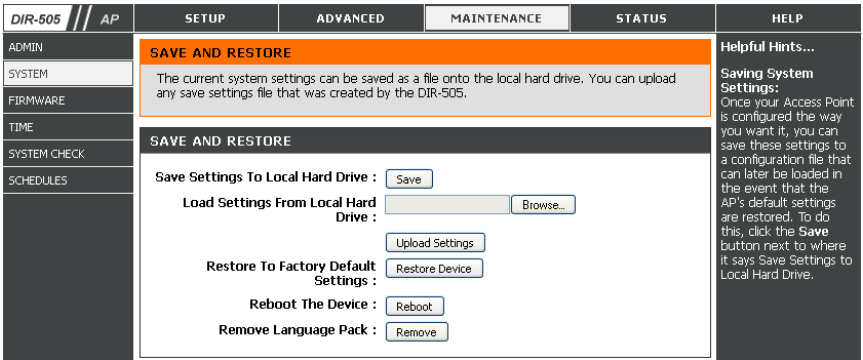 DIR-505 // AP
SETUP
ADVANCED
MAINTENANCE
STATUS
HELP
ADMIN
SYSTEM
FIRMWARE
TIME
SYSTEM CHECK
SCHEDULES
SAVE AND RESTORE
The current system settings can be saved as a file onto the local hard drive. You can upload
any save settings file that was created by the DIR-505.
SAVE AND RESTORE
Save Settings To Local Hard Drive : Save
Load Settings From Local Hard
Drive :
Browse...
Upload Settings
Restore To Factory Default
Settings :
Restore Device
Reboot The Device : Reboot
Remove Language Pack : Remove
Helpful Hints...
Saving System
Settings:
Once your Access Point
is configured the way
you want it, you can
save these settings to
a configuration file that
can later be loaded in
the event that the
AP's default settings
are restored. To do
this, click the Save
button next to where
it says Save Settings to
Local Hard Drive.